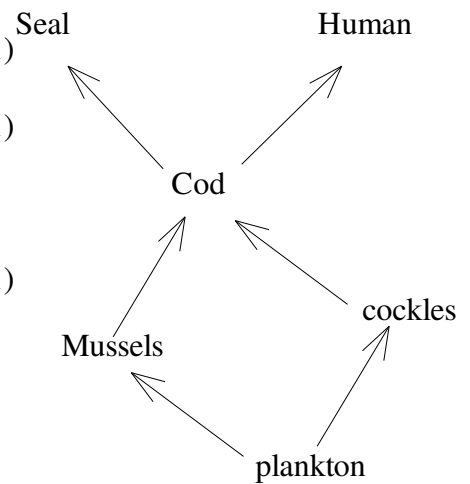 Seal Human
)
)
Cod
)
cockles
Mussels
plankton